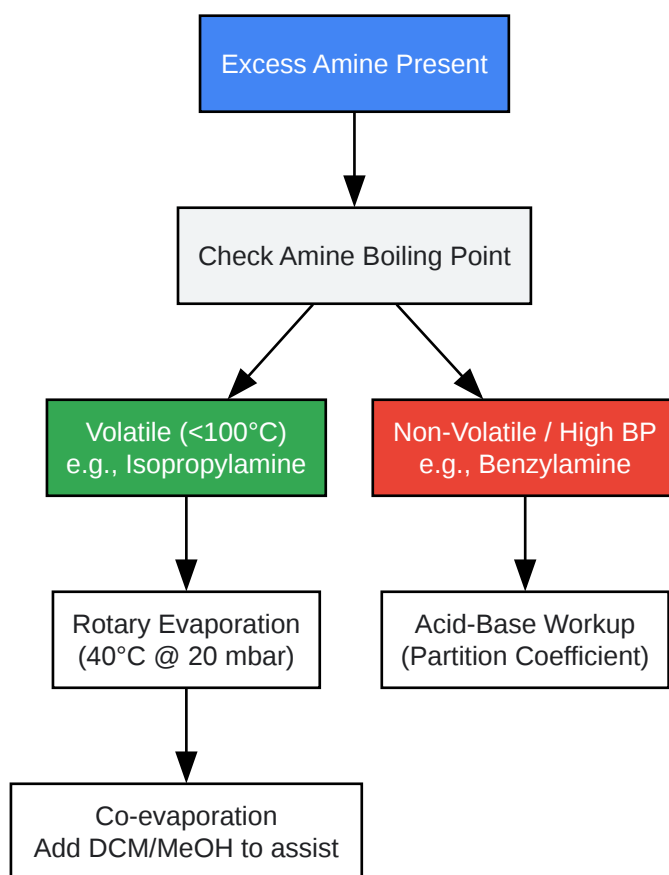 Excess Amine Present
Check Amine Boiling Point
Volatile (<100°C)
e.g., Isopropylamine
Non-Volatile / High BP
e.g., Benzylamine
Rotary Evaporation
(40°C @ 20 mbar)
Acid-Base Workup
(Partition Coefficient)
Co-evaporation
Add DCM/MeOH to assist